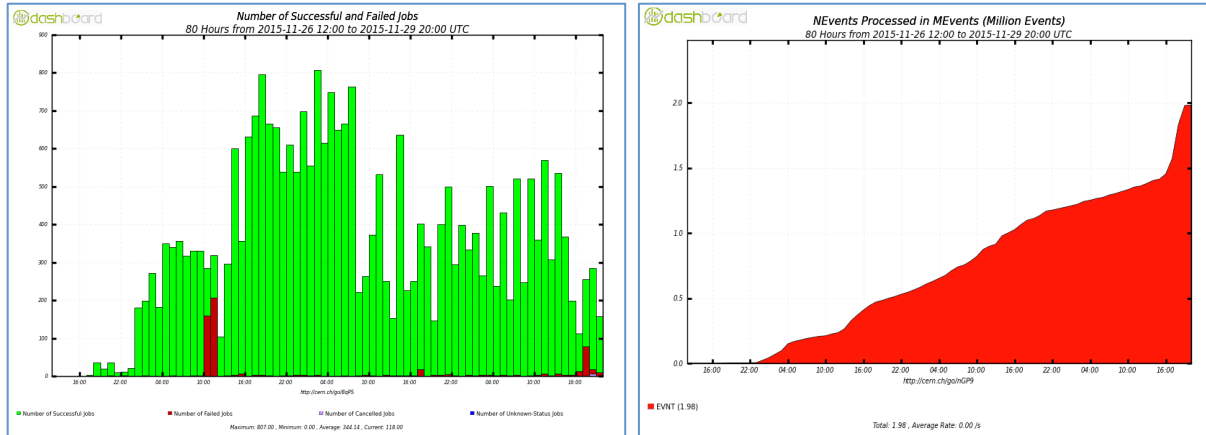 dashboard
Number of Successful and Failed Jobs
80 Hours from 2015-11-26 12:00 to 2015-11-29 20:00 UTC
900
800
700
600
500
400
300
200
100
0
16:00 22:00 04:00 10:00 16:00 22:00 04:00 10:00 16:00 22:00 04:00 10:00 16:00
http://cern.ch/go/8qPS
Number of Successful Jobs Number of Failed Jobs Number of Cancelled Jobs Number of Unknown-Status Jobs
Maximum: 807.00 , Minimum: 0.00 , Average: 344.14 , Current: 118.00
dashboard
NEvents Processed in MEvents (Million Events)
80 Hours from 2015-11-26 12:00 to 2015-11-29 20:00 UTC
2.0
1.5
1.0
0.5
0.0
16:00 22:00 04:00 10:00 16:00 22:00 04:00 10:00 16:00 22:00 04:00 10:00 16:00
http://cern.ch/go/nGP9
EVNT (1.98)
Total: 1.98 , Average Rate: 0.00 /s